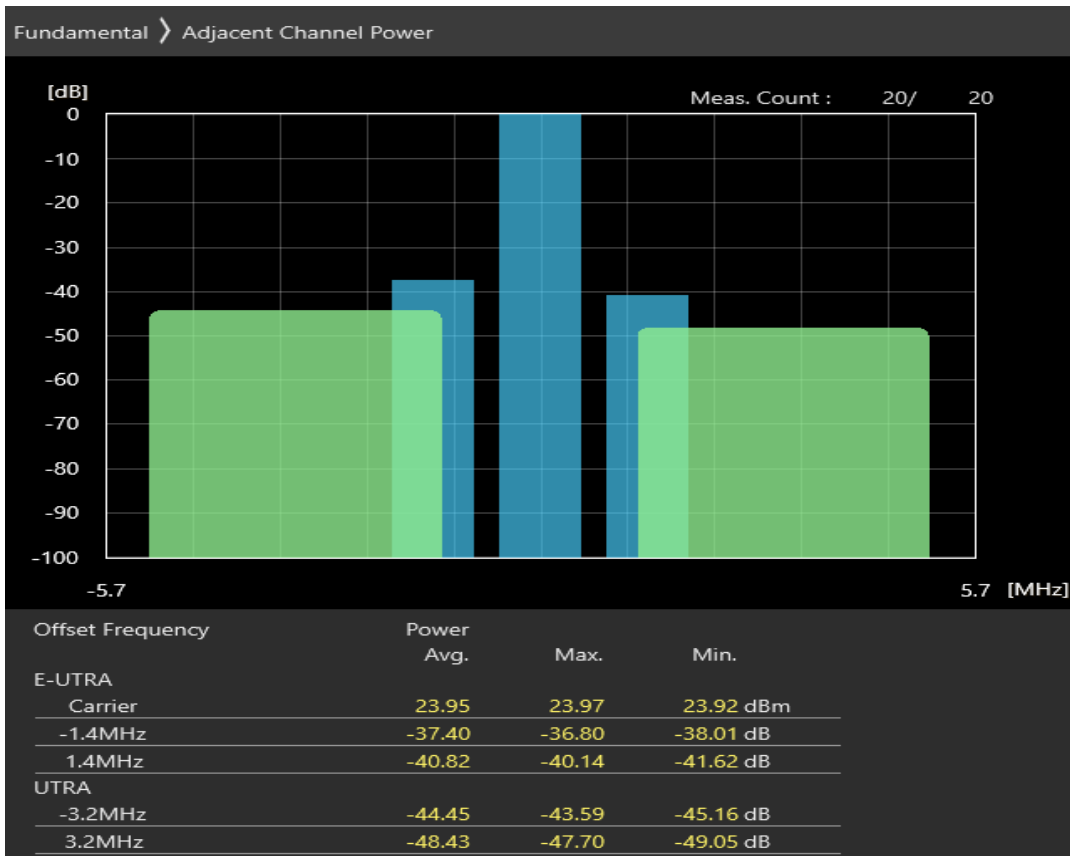 Fundamental 〉 Adjacent Channel Power
[dB]
Meas. Count : 20/ 20
0
-10
-20
-30
-40
-50
-60
-70
-80
-90
-100
-5.7 5.7 [MHz]
Offset Frequency Power
Avg. Max. Min.
E-UTRA
Carrier 23.95 23.97 23.92 dBm
-1.4MHz -37.40 -36.80 -38.01 dB
1.4MHz -40.82 -40.14 -41.62 dB
UTRA
-3.2MHz -44.45 -43.59 -45.16 dB
3.2MHz -48.43 -47.70 -49.05 dB